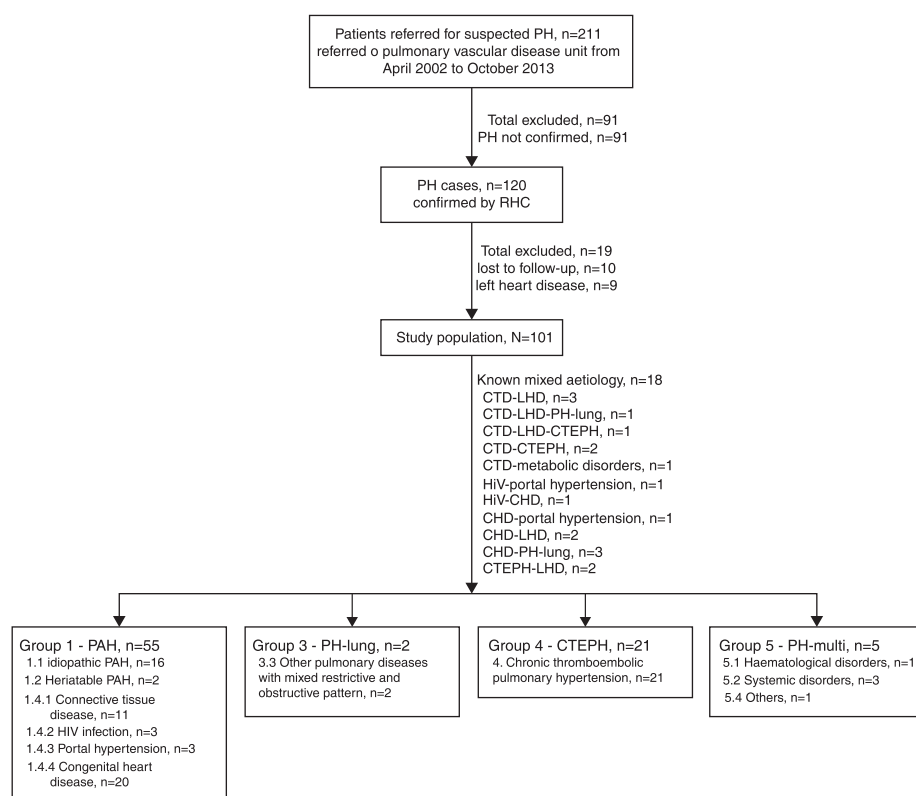 Patients referred for suspected PH, n=211
referred o pulmonary vascular disease unit from
April 2002 to October 2013
Total excluded, n=91
PH not confirmed, n=91
PH cases, n=120
confirmed by RHC
Total excluded, n=19
lost to follow-up, n=10
left heart disease, n=9
Study population, N=101
Known mixed aetiology, n=18
CTD-LHD, n=3
CTD-LHD-PH-lung, n=1
CTD-LHD-CTEPH, n=1
CTD-CTEPH, n=2
CTD-metabolic disorders, n=1
HiV-portal hypertension, n=1
HiV-CHD, n=1
CHD-portal hypertension, n=1
CHD-LHD, n=2
CHD-PH-lung, n=3
CTEPH-LHD, n=2
Group 1 - PAH, n=55
1.1 idiopathic PAH, n=16
1.2 Heriatable PAH, n=2
1.4.1 Connective tissue
disease, n=11
1.4.2 HIV infection, n=3
1.4.3 Portal hypertension, n=3
1.4.4 Congenital heart
disease, n=20
Group 3 - PH-lung, n=2
3.3 Other pulmonary diseases
with mixed restrictive and
obstructive pattern, n=2
Group 4 - CTEPH, n=21
4. Chronic thromboembolic
pulmonary hypertension, n=21
Group 5 - PH-multi, n=5
5.1 Haematological disorders, n=1
5.2 Systemic disorders, n=3
5.4 Others, n=1